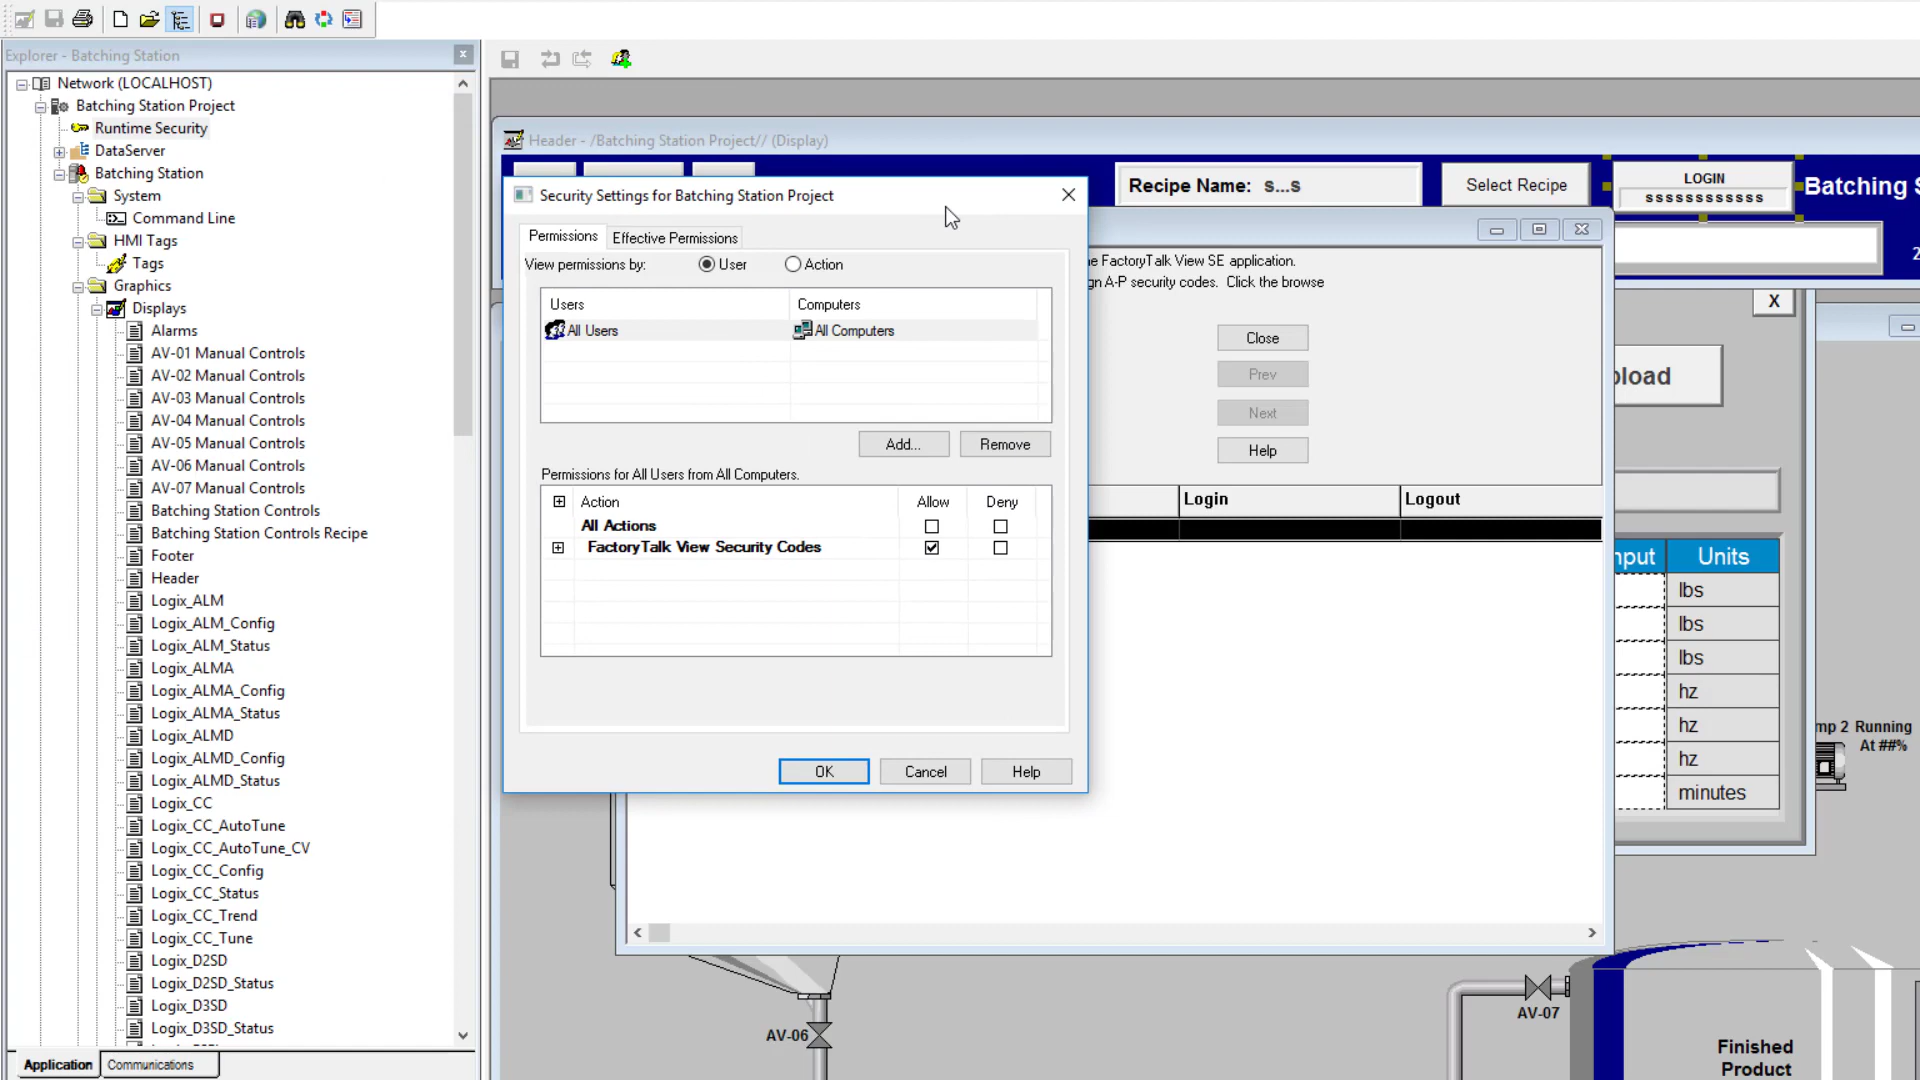 Explorer - Batching Station
Network (LOCALHOST)
Batching Station Project
Runtime Security
DataServer
Batching Station
System
Command Line
HMI Tags
Tags
Graphics
Displays
Alarms
AV-01 Manual Controls
AV-02 Manual Controls
AV-03 Manual Controls
AV-04 Manual Controls
AV-05 Manual Controls
AV-06 Manual Controls
AV-07 Manual Controls
Batching Station Controls
Batching Station Controls Recipe
Footer
Header
Logix_ALM
Logix_ALM_Config
Logix_ALM_Status
Logix_ALMA
Logix_ALMA_Config
Logix_ALMA_Status
Logix_ALMD
Logix_ALMD_Config
Logix_ALMD_Status
Logix_CC
Logix_CC_AutoTune
Logix_CC_AutoTune_CV
Logix_CC_Config
Logix_CC_Status
Logix_CC_Trend
Logix_CC_Tune
Logix_D2SD
Logix_D2SD_Status
Logix_D3SD
Logix_D3SD_Status
Application Communications
Header - /Batching Station Project// (Display)
Recipe Name: s...s
Select Recipe
LOGIN
ssssssssssss
Batching S
2
Security Settings for Batching Station Project
Permissions Effective Permissions
View permissions by: User Action
Users Computers
All Users All Computers
Add... Remove
Permissions for All Users from All Computers.
Action Allow Deny
All Actions
FactoryTalk View Security Codes
OK Cancel Help
e FactoryTalk View SE application.
gn A-P security codes. Click the browse
Close
Prev
Next
Help
Login Logout
X
pload
nput Units
lbs
lbs
lbs
hz
hz
hz
minutes
mp 2 Running
At ##%
AV-06
AV-07
Finished
Product